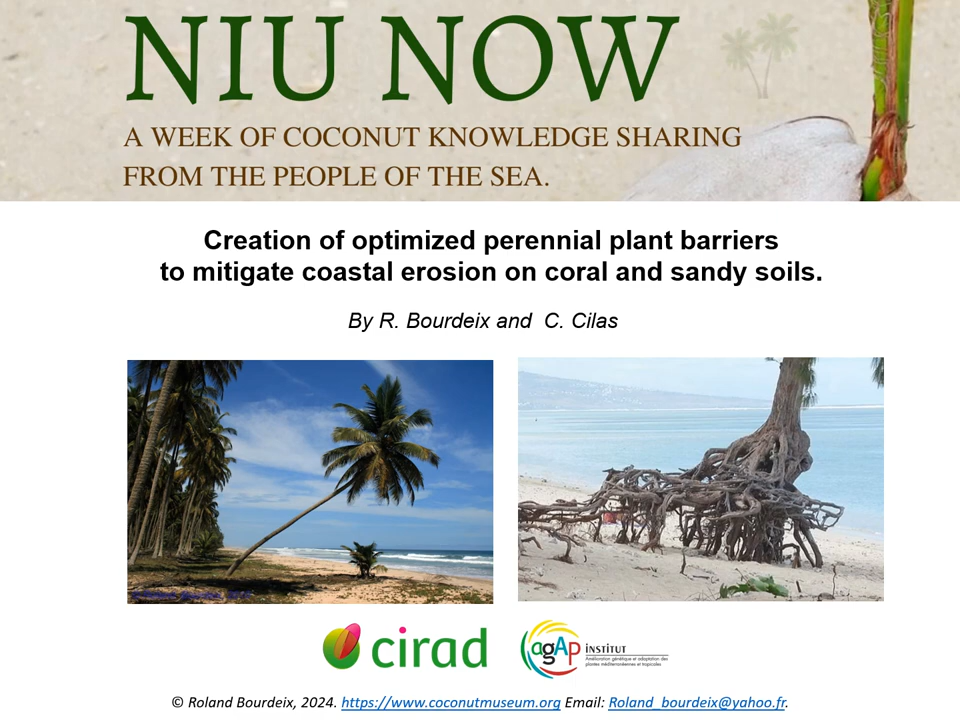 NIU NOW
A WEEK OF COCONUT KNOWLEDGE SHARING
FROM THE PEOPLE OF THE SEA.
Creation of optimized perennial plant barriers
to mitigate coastal erosion on coral and sandy soils.
By R. Bourdeix and C. Cilas
cirad
agAp INSTITUT
Amélioration génétique et adaptation des
plantes méditerranéennes et tropicales
© Roland Bourdeix, 2024. https://www.coconutmuseum.org Email: Roland_bourdeix@yahoo.fr.